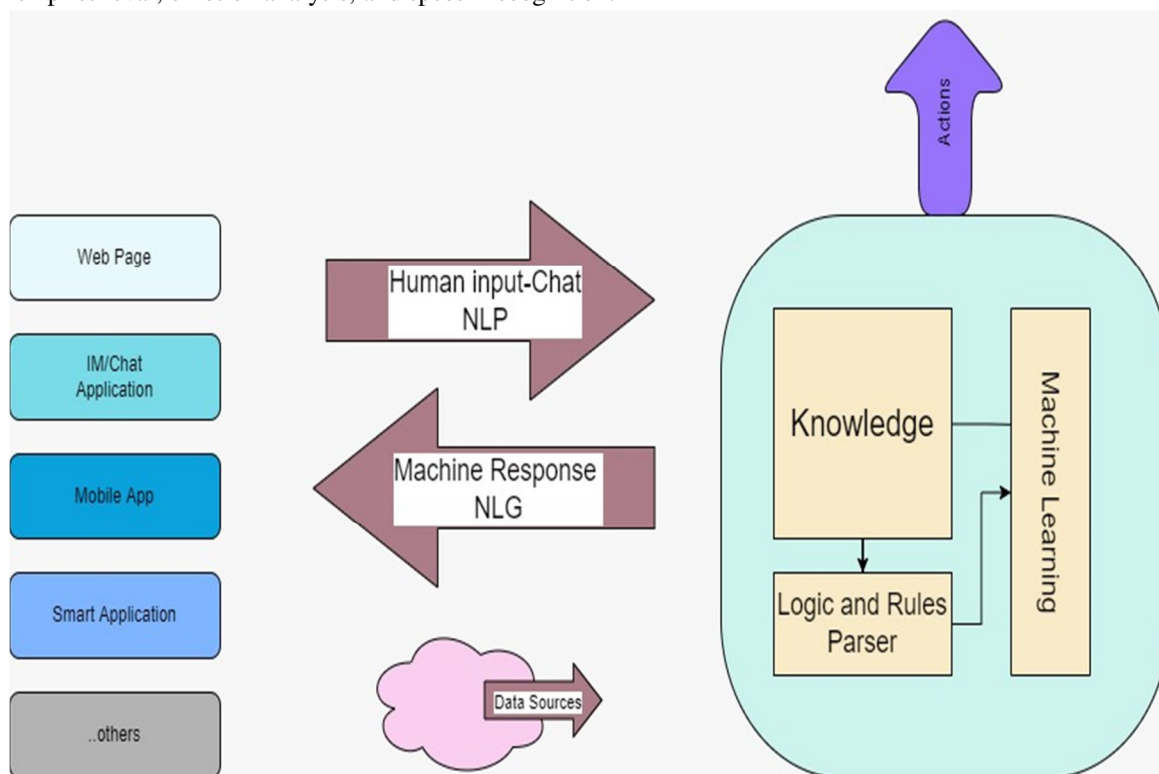 Actions
Web Page
Human input-Chat
NLP
IM/Chat
Application
Knowledge
Machine Learning
Machine Response
NLG
Mobile App
Logic and Rules
Parser
Smart Application
Data Sources
..others